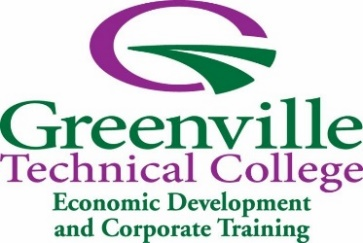 Greenville
Technical College
Economic Development
and Corporate Training